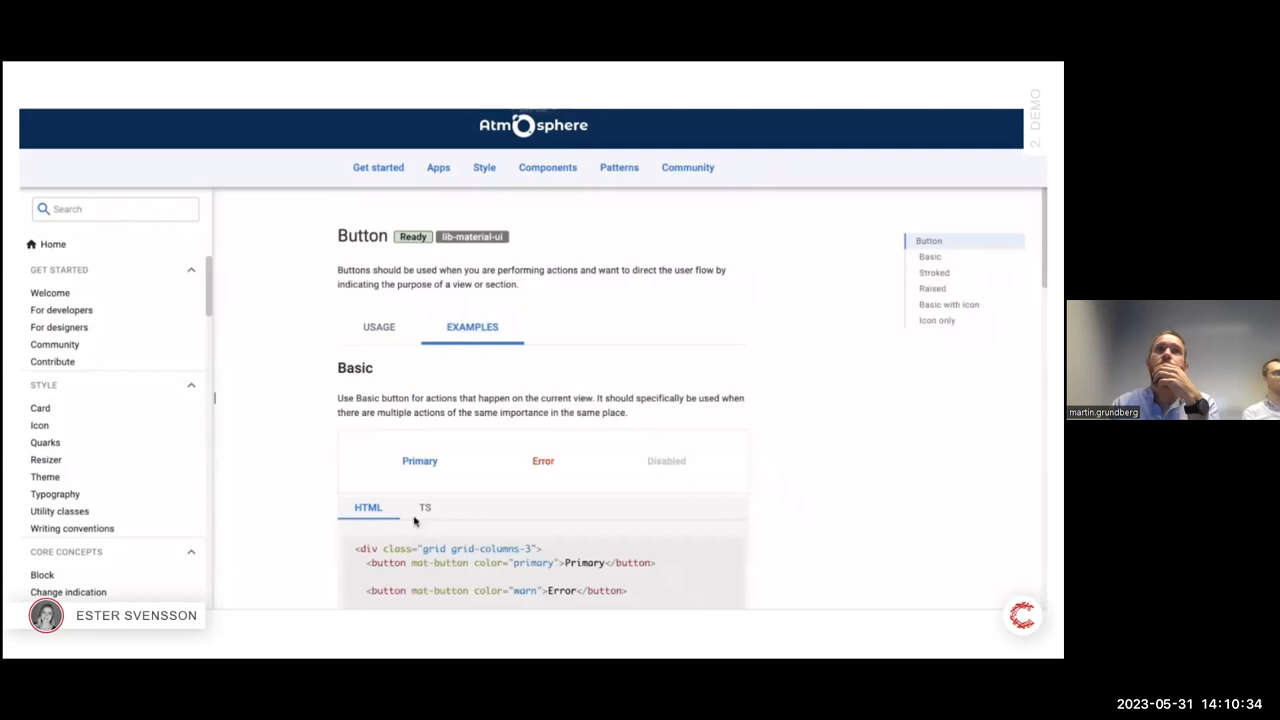 2. DEMO
Atmosphere
Get started Apps Style Components Patterns Community
Search
Home
GET STARTED
Welcome
For developers
For designers
Community
Contribute
STYLE
Card
Icon
Quarks
Resizer
Theme
Typography
Utility classes
Writing conventions
CORE CONCEPTS
Block
Change indication
Button Ready lib-material-ui
Buttons should be used when you are performing actions and want to direct the user flow by
indicating the purpose of a view or section.
USAGE EXAMPLES
Basic
Use Basic button for actions that happen on the current view. It should specifically be used when
there are multiple actions of the same importance in the same place.
Primary Error Disabled
HTML TS
<div class="grid grid-columns-3">
<button mat-button color="primary">Primary</button>
<button mat-button color="warn">Error</button>
Button
Basic
Stroked
Raised
Basic with icon
Icon only
ESTER SVENSSON
martin.grundberg
2023-05-31 14:10:34